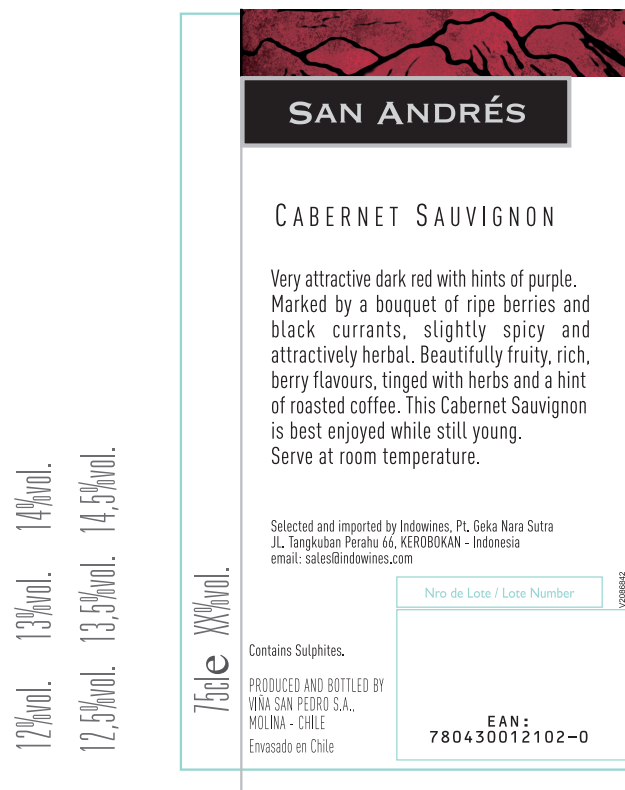 SAN ANDRÉS
CABERNET SAUVIGNON
Very attractive dark red with hints of purple.
Marked by a bouquet of ripe berries and
black currants, slightly spicy and
attractively herbal. Beautifully fruity, rich,
berry flavours, tinged with herbs and a hint
of roasted coffee. This Cabernet Sauvignon
is best enjoyed while still young.
Serve at room temperature.
Selected and imported by Indowines, Pt. Geka Nara Sutra
JL. Tangkuban Perahu 66, KEROBOKAN - Indonesia
email: sales@indowines.com
Nro de Lote / Lote Number
V2086842
Contains Sulphites.
PRODUCED AND BOTTLED BY
VIÑA SAN PEDRO S.A.,
MOLINA - CHILE
Envasado en Chile
EAN:
780430012102-0
75cle XX%vol.
12%vol. 13%vol. 14%vol.
12,5%vol. 13,5%vol. 14,5%vol.